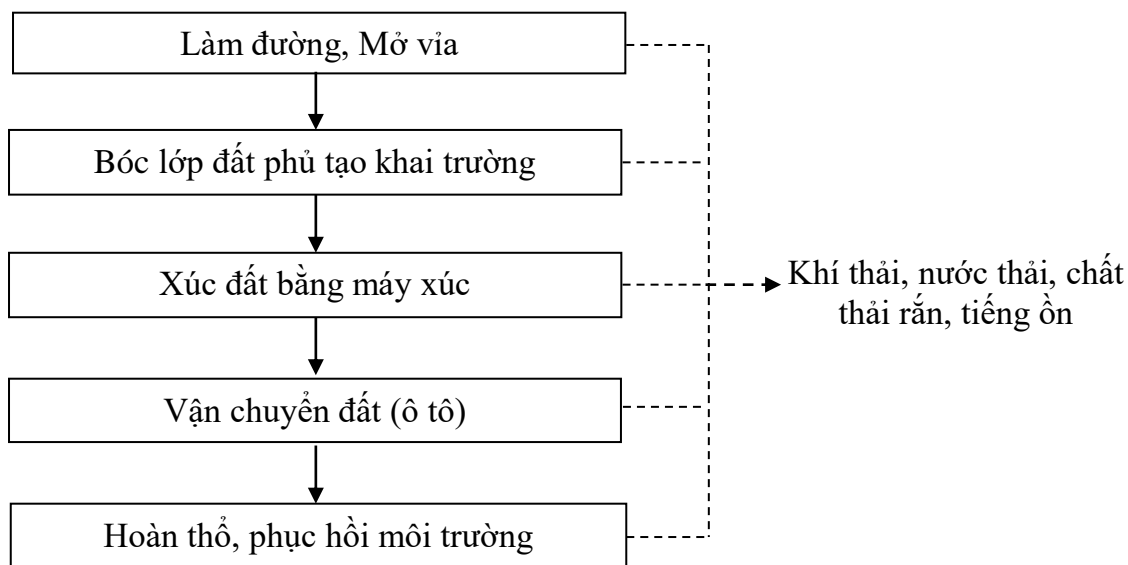 Làm đường, Mở vỉa
Bóc lớp đất phủ tạo khai trường
Xúc đất bằng máy xúc
Khí thải, nước thải, chất
thải rắn, tiếng ồn
Vận chuyển đất (ô tô)
Hoàn thổ, phục hồi môi trường